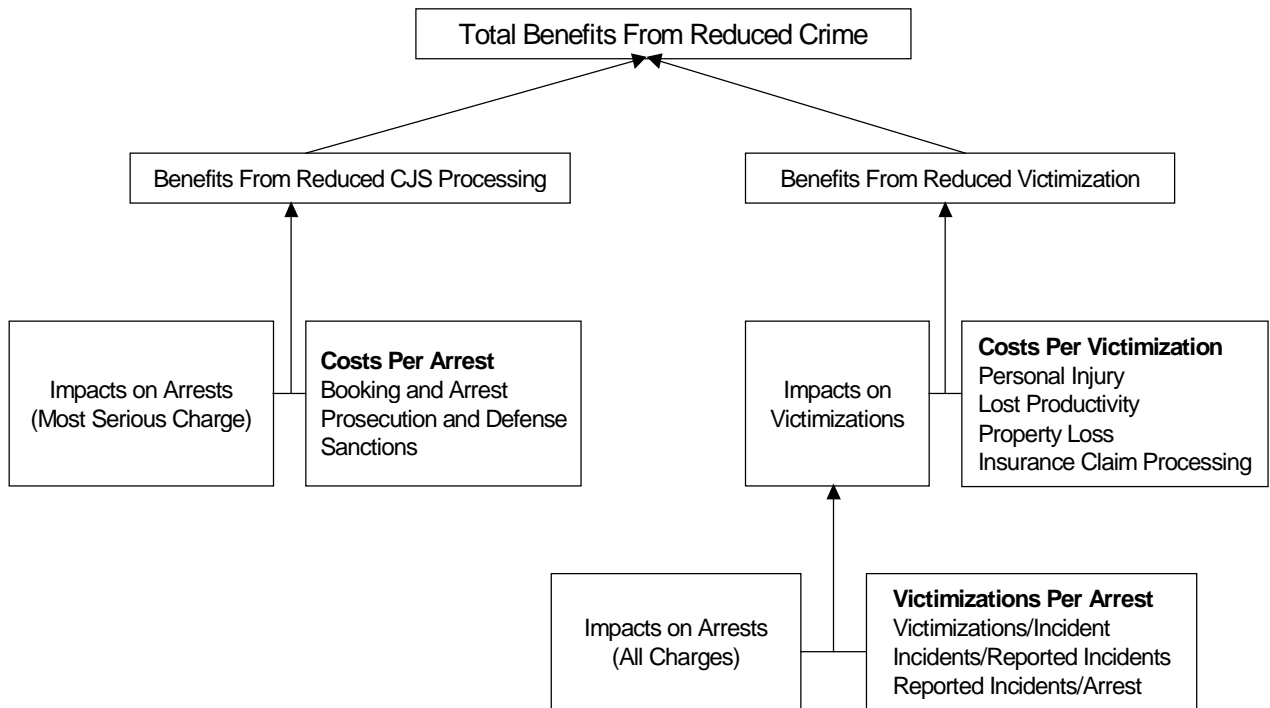 Total Benefits From Reduced Crime
Benefits From Reduced CJS Processing
Benefits From Reduced Victimization
Impacts on Arrests
(Most Serious Charge)
Costs Per Arrest
Booking and Arrest
Prosecution and Defense
Sanctions
Impacts on
Victimizations
Costs Per Victimization
Personal Injury
Lost Productivity
Property Loss
Insurance Claim Processing
Impacts on Arrests
(All Charges)
Victimizations Per Arrest
Victimizations/Incident
Incidents/Reported Incidents
Reported Incidents/Arrest